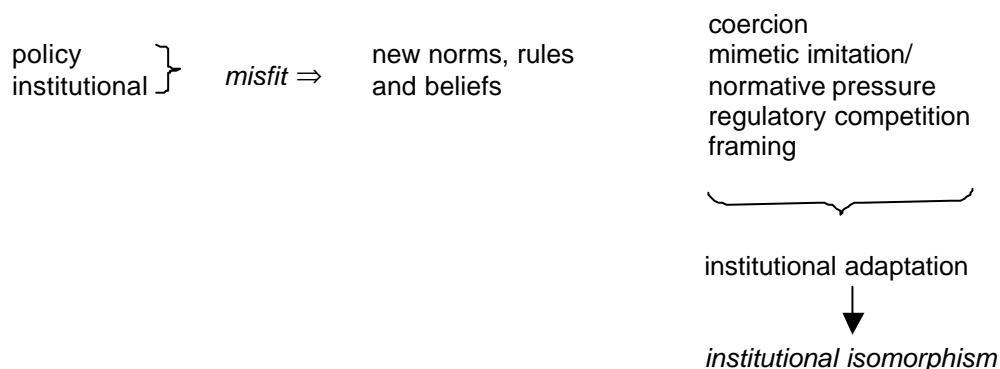 policy
institutional
misfit ⇒
new norms, rules
and beliefs
coercion
mimetic imitation/
normative pressure
regulatory competition
framing
institutional adaptation
institutional isomorphism